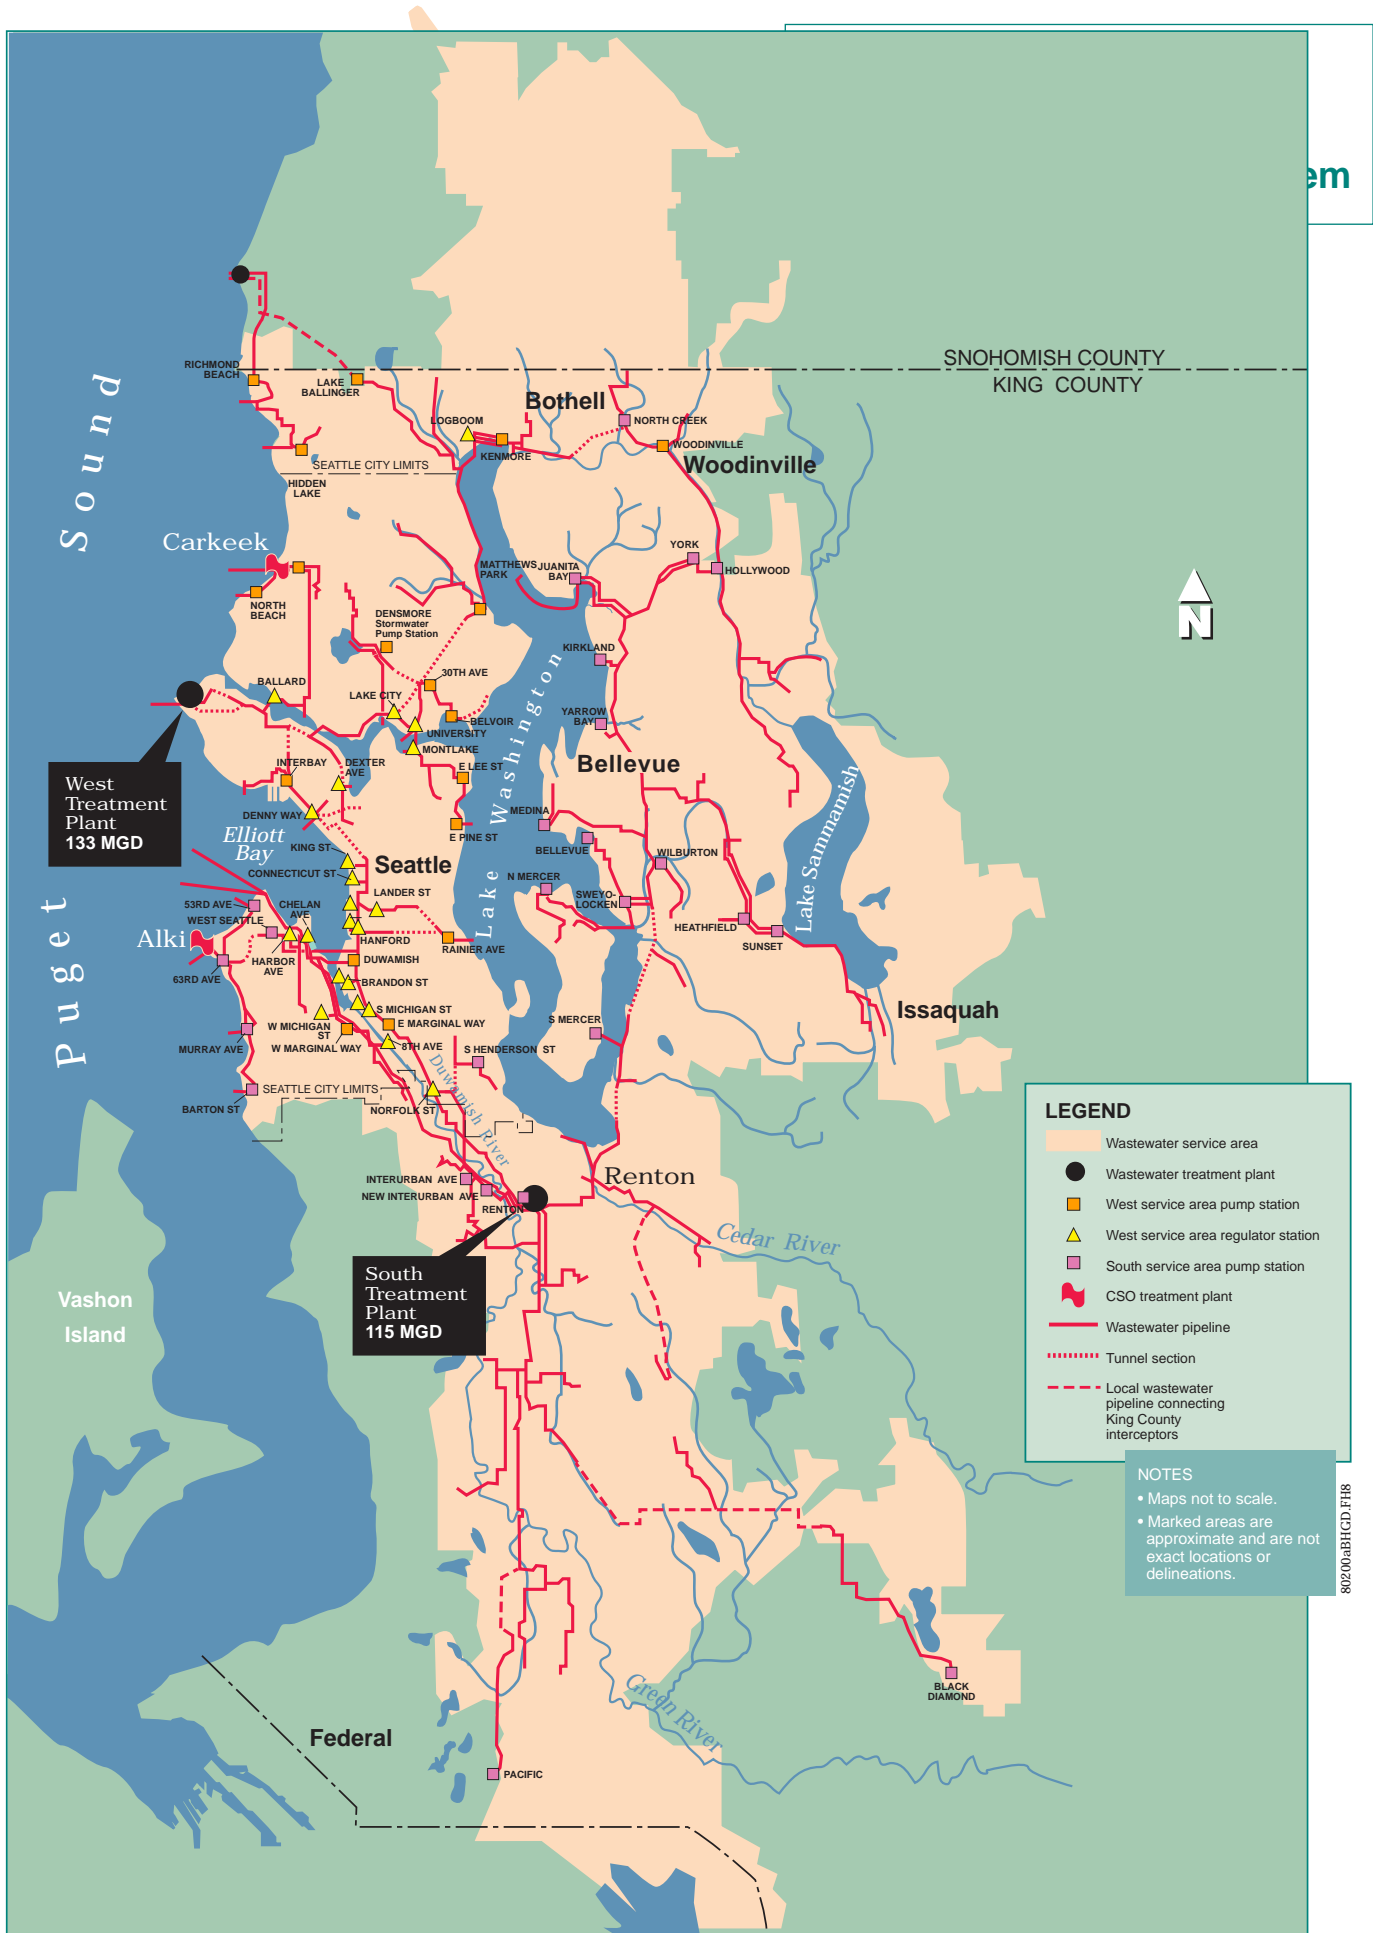 em
SNOHOMISH COUNTY
KING COUNTY
RICHMOND
BEACH
LAKE
BALLINGER
Bothell
LOGBOOM
NORTH CREEK
KENMORE
WOODINVILLE
Woodinville
SEATTLE CITY LIMITS
HIDDEN
LAKE
Puget Sound
Carkeek
NORTH
BEACH
MATTHEWS
PARK
JUANITA
BAY
YORK
HOLLYWOOD
DENSMORE
Stormwater
Pump Station
N
KIRKLAND
30TH AVE
BALLARD
LAKE CITY
BELVOIR
UNIVERSITY
MONTLAKE
YARROW
BAY
Lake Washington
Bellevue
INTERBAY
DEXTER
AVE
E LEE ST
West
Treatment
Plant
133 MGD
DENNY WAY
Elliott
Bay
KING ST
CONNECTICUT ST
Seattle
E PINE ST
MEDINA
BELLEVUE
WILBURTON
Lake Sammamish
N MERCER
SWEYO-
LOCKEN
HEATHFIELD
SUNSET
LANDER ST
53RD AVE
CHELAN
AVE
WEST SEATTLE
Alki
HANFORD
RAINIER AVE
HARBOR
AVE
DUWAMISH
63RD AVE
BRANDON ST
Issaquah
S MICHIGAN ST
W MICHIGAN
ST
E MARGINAL WAY
W MARGINAL WAY
8TH AVE
S MERCER
MURRAY AVE
S HENDERSON ST
Duwamish River
SEATTLE CITY LIMITS
BARTON ST
NORFOLK ST
INTERURBAN AVE
NEW INTERURBAN AVE
RENTON
Renton
Cedar River
South
Treatment
Plant
115 MGD
Vashon
Island
LEGEND
Wastewater service area
Wastewater treatment plant
West service area pump station
West service area regulator station
South service area pump station
CSO treatment plant
Wastewater pipeline
Tunnel section
Local wastewater
pipeline connecting
King County
interceptors
NOTES
• Maps not to scale.
• Marked areas are
approximate and are not
exact locations or
delineations.
80200aBHGD.FH8
BLACK
DIAMOND
Green River
Federal
PACIFIC